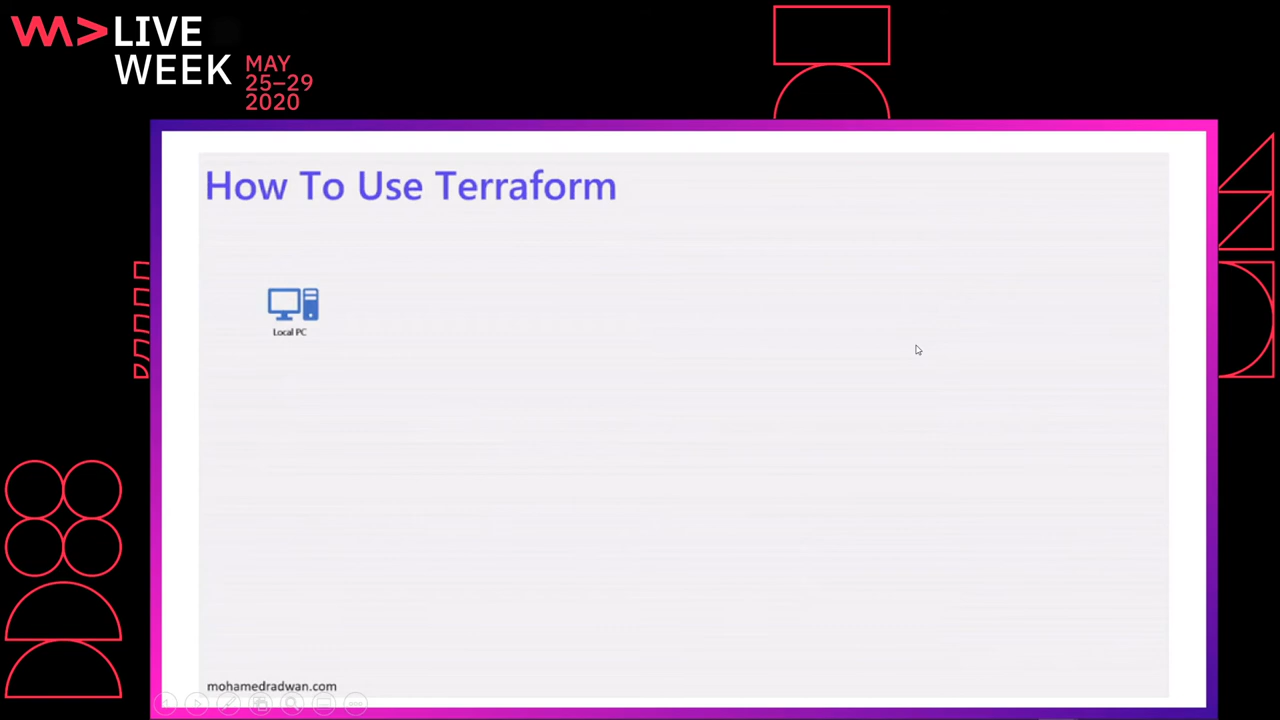 LIVE
WEEK
MAY
25–29
2020
How To Use Terraform
Local PC
mohamedradwan.com